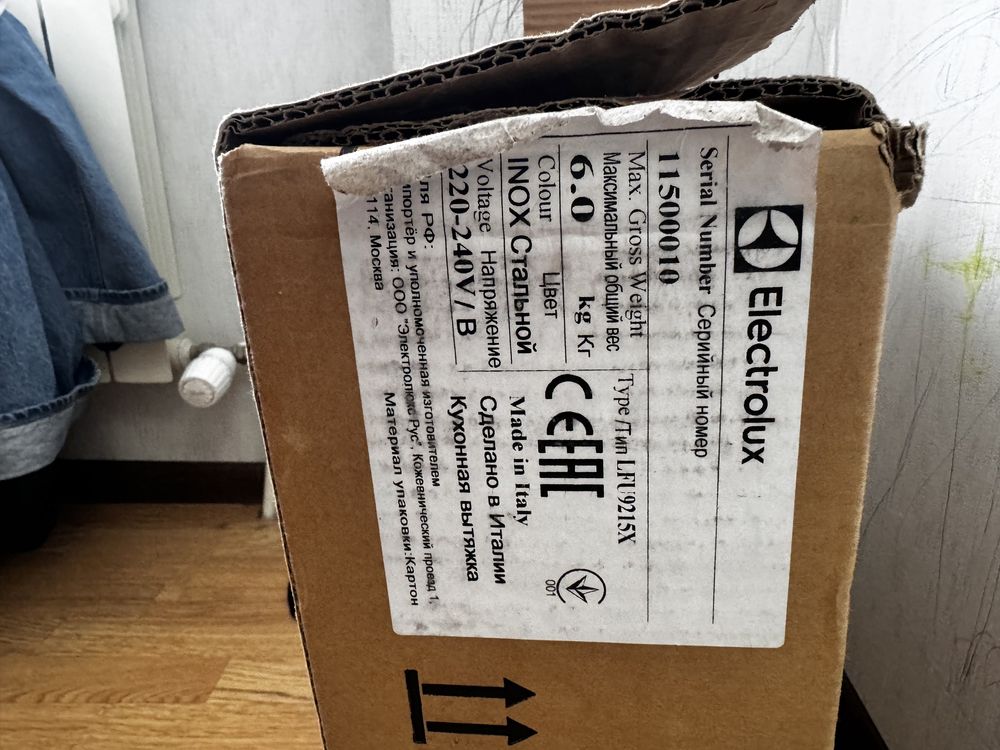 Electrolux
Serial Number Серийный номер
11500010
Max. Gross Weight
Максимальный общий вес
6.0 kg Кг
Colour Цвет
INOX Стальной
Voltage Напряжение
220-240V / В
Type/Тип LFU9215X
CE EAC
001
Made in Italy
Сделано в Италии
Кухонная вытяжка
ля РФ:
мпортёр и уполномоченная изготовителем
ганизация: ООО "Электролюкс Рус", Кожевнический проезд 1,
114, Москва
Материал упаковки:Картон